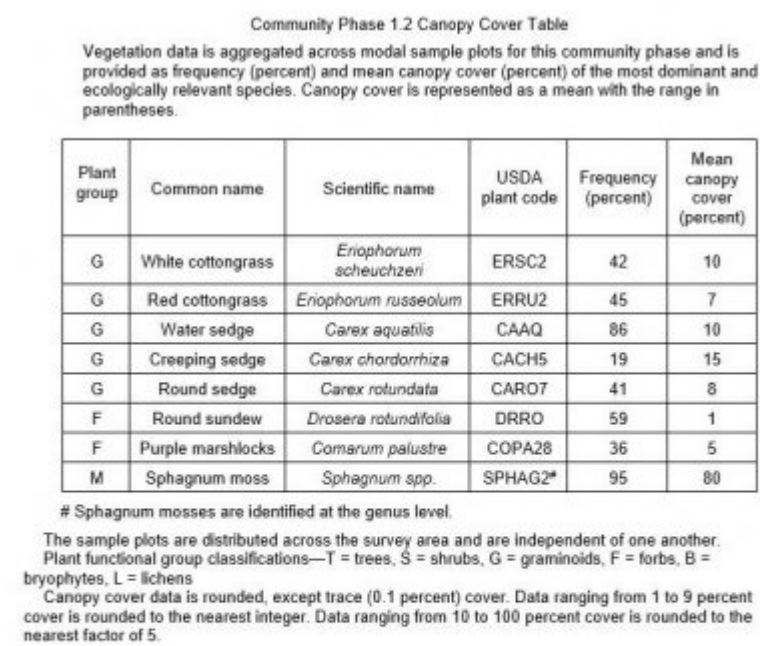 Community Phase 1.2 Canopy Cover Table
Vegetation data is aggregated across modal sample plots for this community phase and is
provided as frequency (percent) and mean canopy cover (percent) of the most dominant and
ecologically relevant species. Canopy cover is represented as a mean with the range in
parentheses.
Plant group | Common name | Scientific name | USDA plant code | Frequency (percent) | Mean canopy cover (percent)
G | White cottongrass | Eriophorum scheuchzeri | ERSC2 | 42 | 10
G | Red cottongrass | Eriophorum russeolum | ERRU2 | 45 | 7
G | Water sedge | Carex aquatilis | CAAQ | 86 | 10
G | Creeping sedge | Carex chordorrhiza | CACH5 | 19 | 15
G | Round sedge | Carex rotundata | CARO7 | 41 | 8
F | Round sundew | Drosera rotundifolia | DRRO | 59 | 1
F | Purple marshlocks | Comarum palustre | COPA28 | 36 | 5
M | Sphagnum moss | Sphagnum spp. | SPHAG2# | 95 | 80
# Sphagnum mosses are identified at the genus level.
The sample plots are distributed across the survey area and are independent of one another.
Plant functional group classifications—T = trees, S = shrubs, G = graminoids, F = forbs, B =
bryophytes, L = lichens
Canopy cover data is rounded, except trace (0.1 percent) cover. Data ranging from 1 to 9 percent
cover is rounded to the nearest integer. Data ranging from 10 to 100 percent cover is rounded to the
nearest factor of 5.